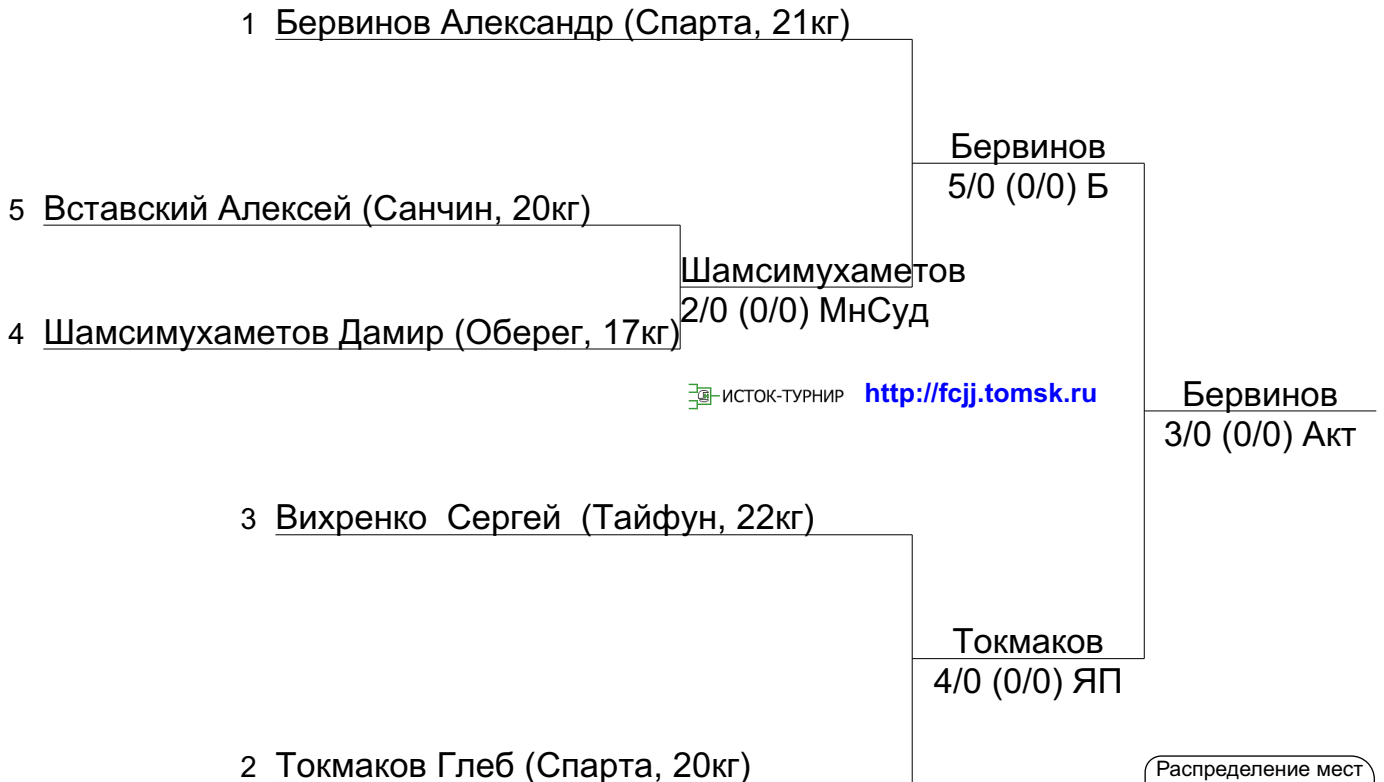 1 Бервинов Александр (Спарта, 21кг)
Бервинов
5/0 (0/0) Б
5 Вставский Алексей (Санчин, 20кг)
Шамсимухаметов
2/0 (0/0) МнСуд
4 Шамсимухаметов Дамир (Оберег, 17кг)
ИСТОК-ТУРНИР http://fcjj.tomsk.ru
Бервинов
3/0 (0/0) Акт
3 Вихренко Сергей (Тайфун, 22кг)
Токмаков
4/0 (0/0) ЯП
2 Токмаков Глеб (Спарта, 20кг)
Распределение мест